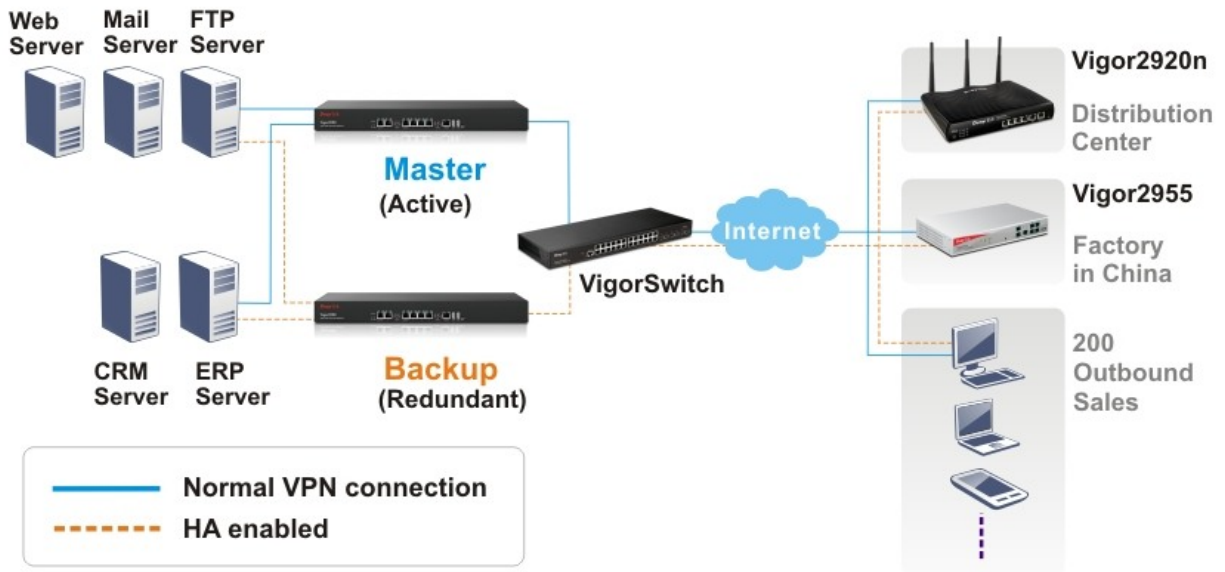 Web
Server
Mail
Server
FTP
Server
Master
(Active)
VigorSwitch
Internet
Vigor2920n
Distribution
Center
Vigor2955
Factory
in China
CRM
Server
ERP
Server
Backup
(Redundant)
200
Outbound
Sales
Normal VPN connection
HA enabled